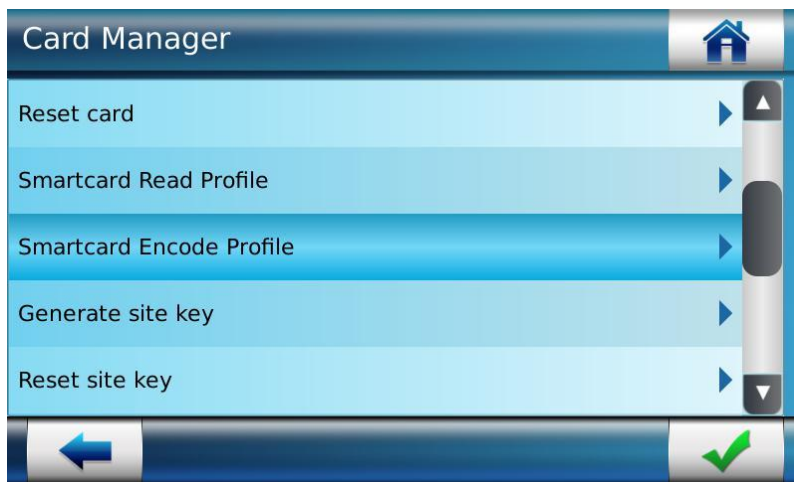 Card Manager
Reset card
Smartcard Read Profile
Smartcard Encode Profile
Generate site key
Reset site key